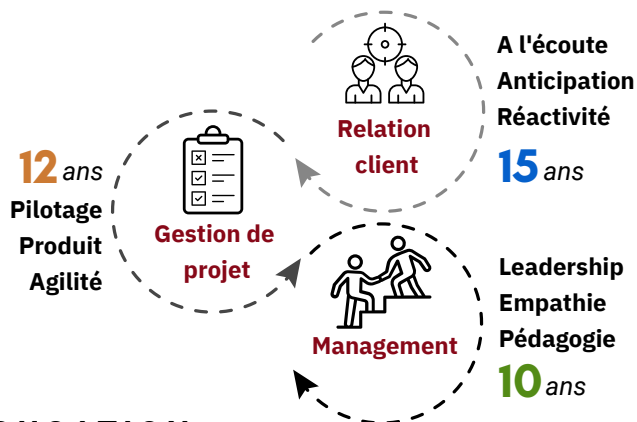 A l'écoute
Anticipation
Réactivité
15 ans
Relation
client
12 ans
Pilotage
Produit
Agilité
Gestion de
projet
Leadership
Empathie
Pédagogie
10 ans
Management